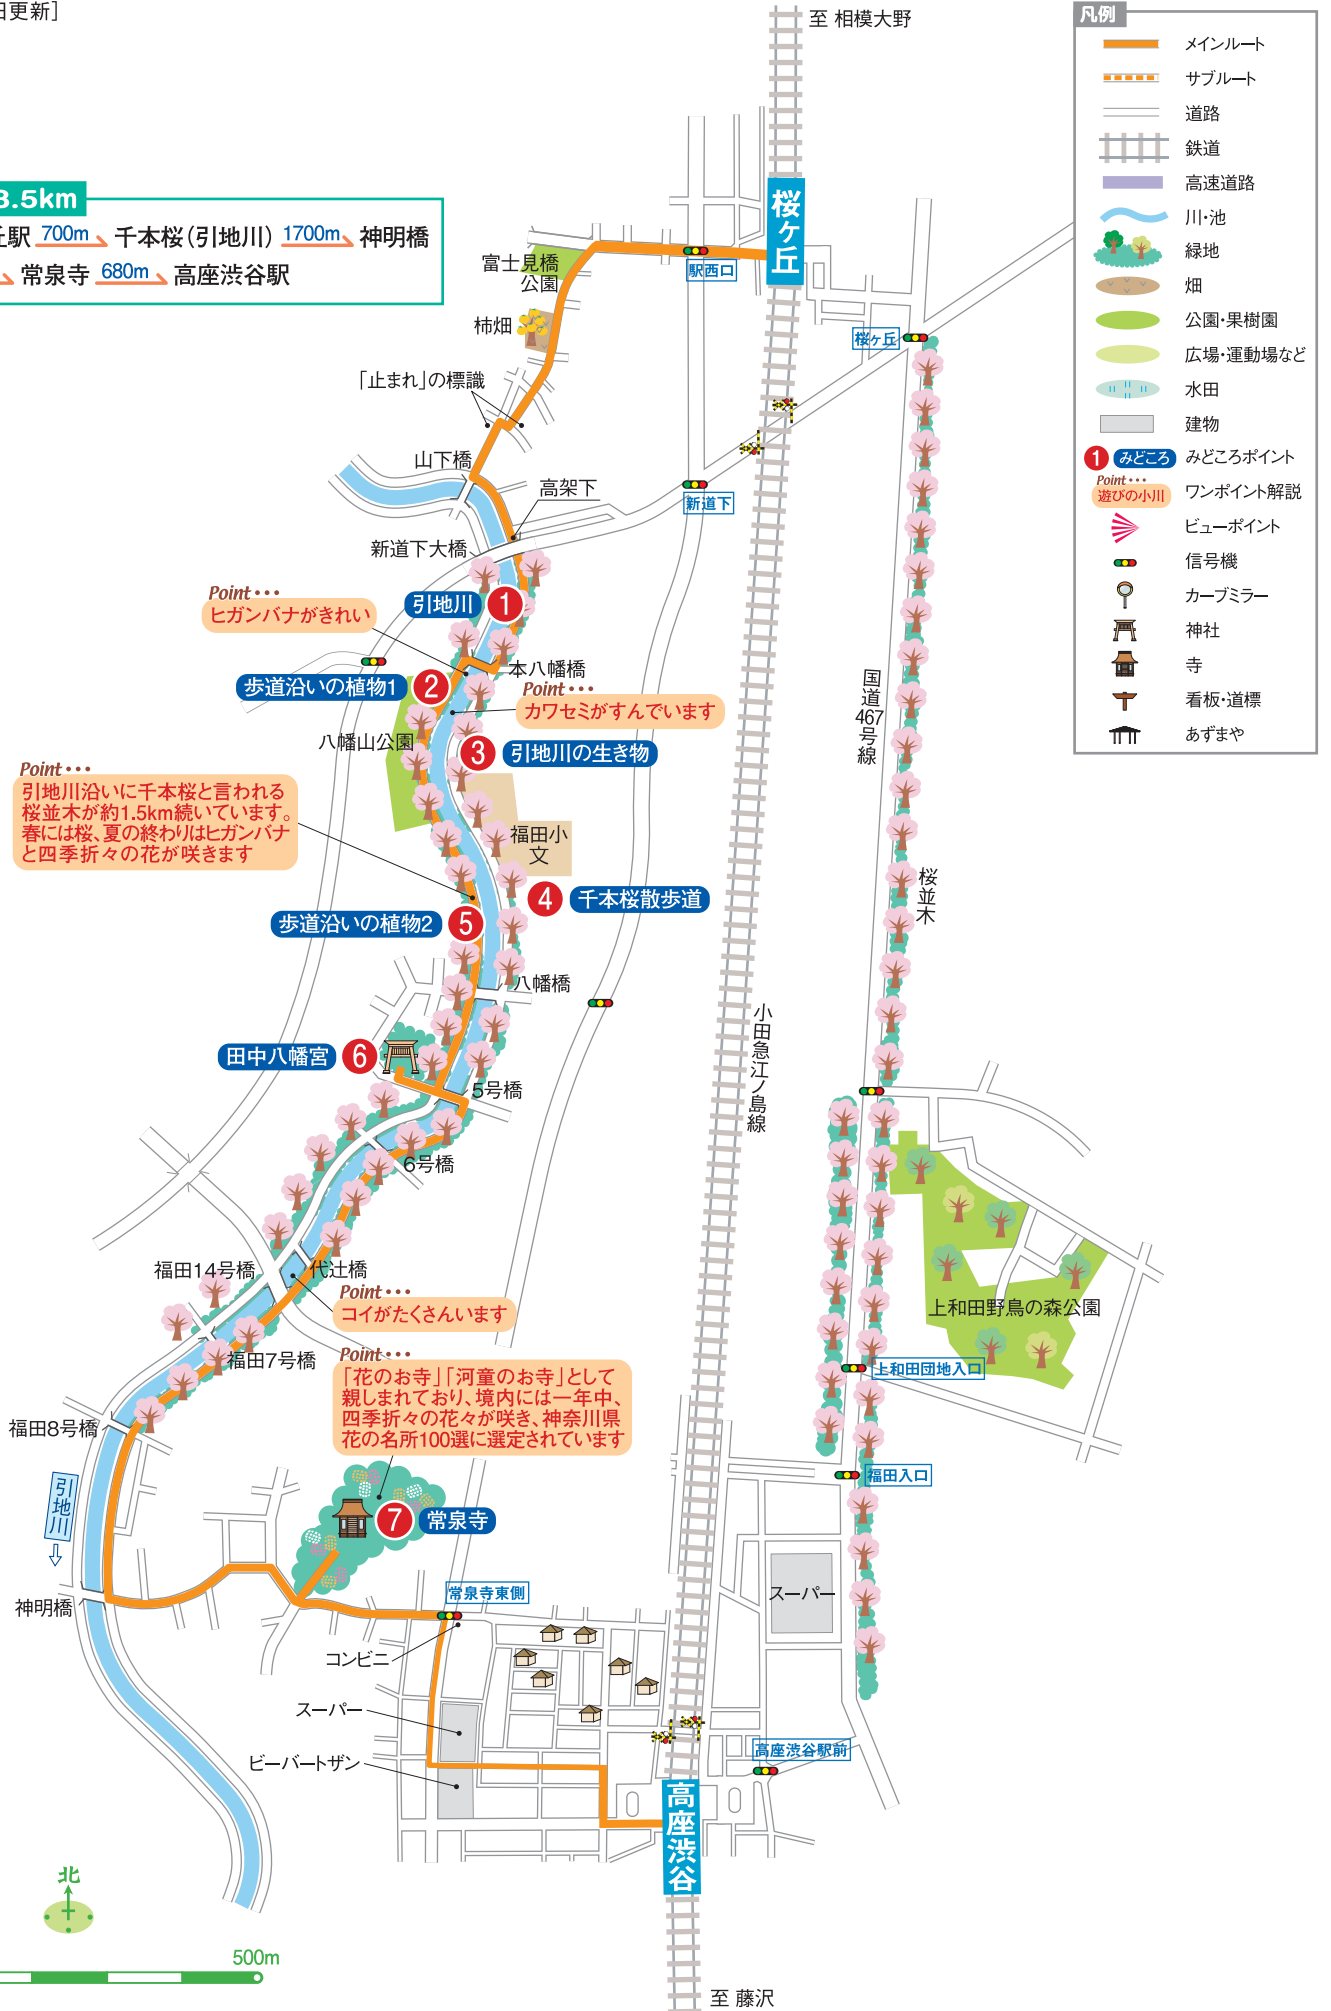 日更新]
至 相模大野
凡例
メインルート
サブルート
道路
鉄道
高速道路
川・池
緑地
畑
公園・果樹園
広場・運動場など
水田
建物
1 みどころ みどころポイント
Point・・・
遊びの小川 ワンポイント解説
ビューポイント
信号機
カーブミラー
神社
寺
看板・道標
あずまや
3.5km
丘駅 700m 千本桜(引地川) 1700m 神明橋
常泉寺 680m 高座渋谷駅
桜ヶ丘
駅西口
富士見橋
公園
柿畑
桜ヶ丘
「止まれ」の標識
山下橋
高架下
新道下
新道下大橋
Point・・・
ヒガンバナがきれい
引地川 1
本八幡橋
歩道沿いの植物1 2
Point・・・
カワセミがすんでいます
八幡山公園
3 引地川の生き物
国道467号線
Point・・・
引地川沿いに千本桜と言われる
桜並木が約1.5km続いています。
春には桜、夏の終わりはヒガンバナ
と四季折々の花が咲きます
福田小
文
4 千本桜散歩道
桜並木
歩道沿いの植物2 5
八幡橋
小田急江ノ島線
田中八幡宮 6
5号橋
6号橋
福田14号橋
代辻橋
Point・・・
コイがたくさんいます
上和田野鳥の森公園
福田7号橋
上和田団地入口
Point・・・
「花のお寺」「河童のお寺」として
親しまれており、境内には一年中、
四季折々の花々が咲き、神奈川県
花の名所100選に選定されています
福田8号橋
福田入口
引地川
7 常泉寺
神明橋
常泉寺東側
スーパー
コンビニ
スーパー
ビーバートザン
高座渋谷駅前
高座渋谷
北
500m
至 藤沢